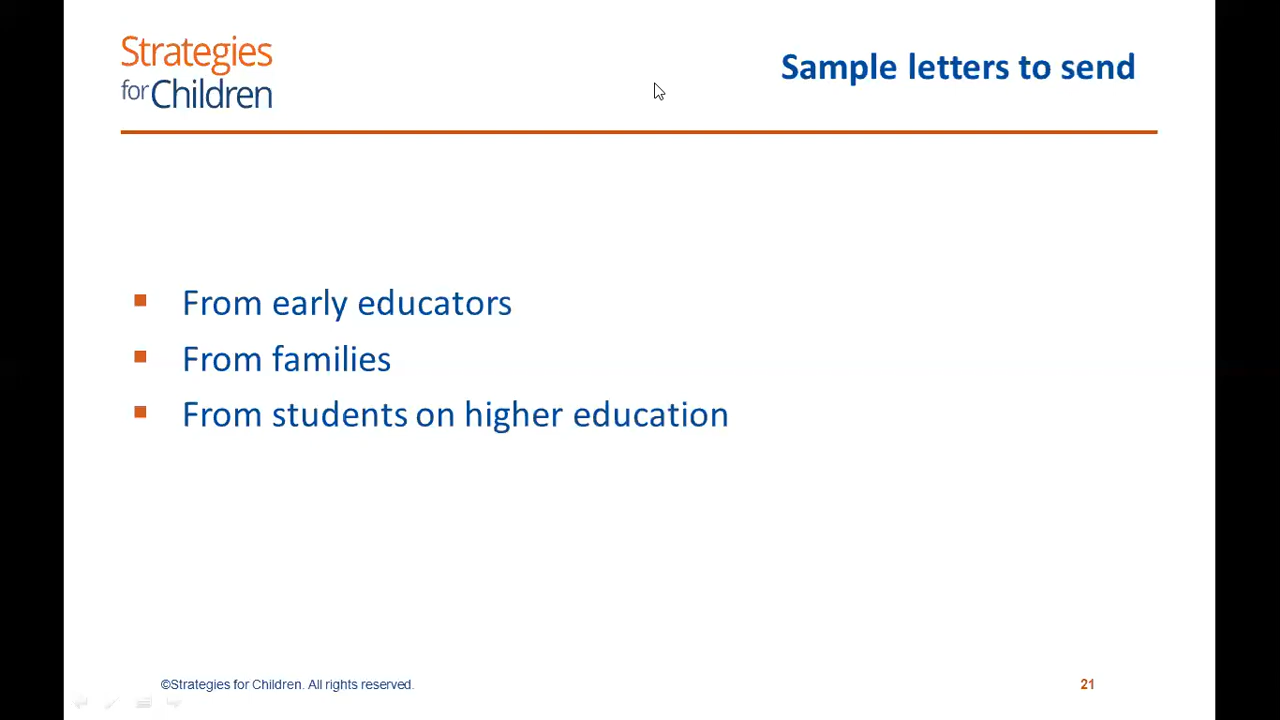 Strategies
for Children
Sample letters to send
From early educators
From families
From students on higher education
©Strategies for Children. All rights reserved.
21